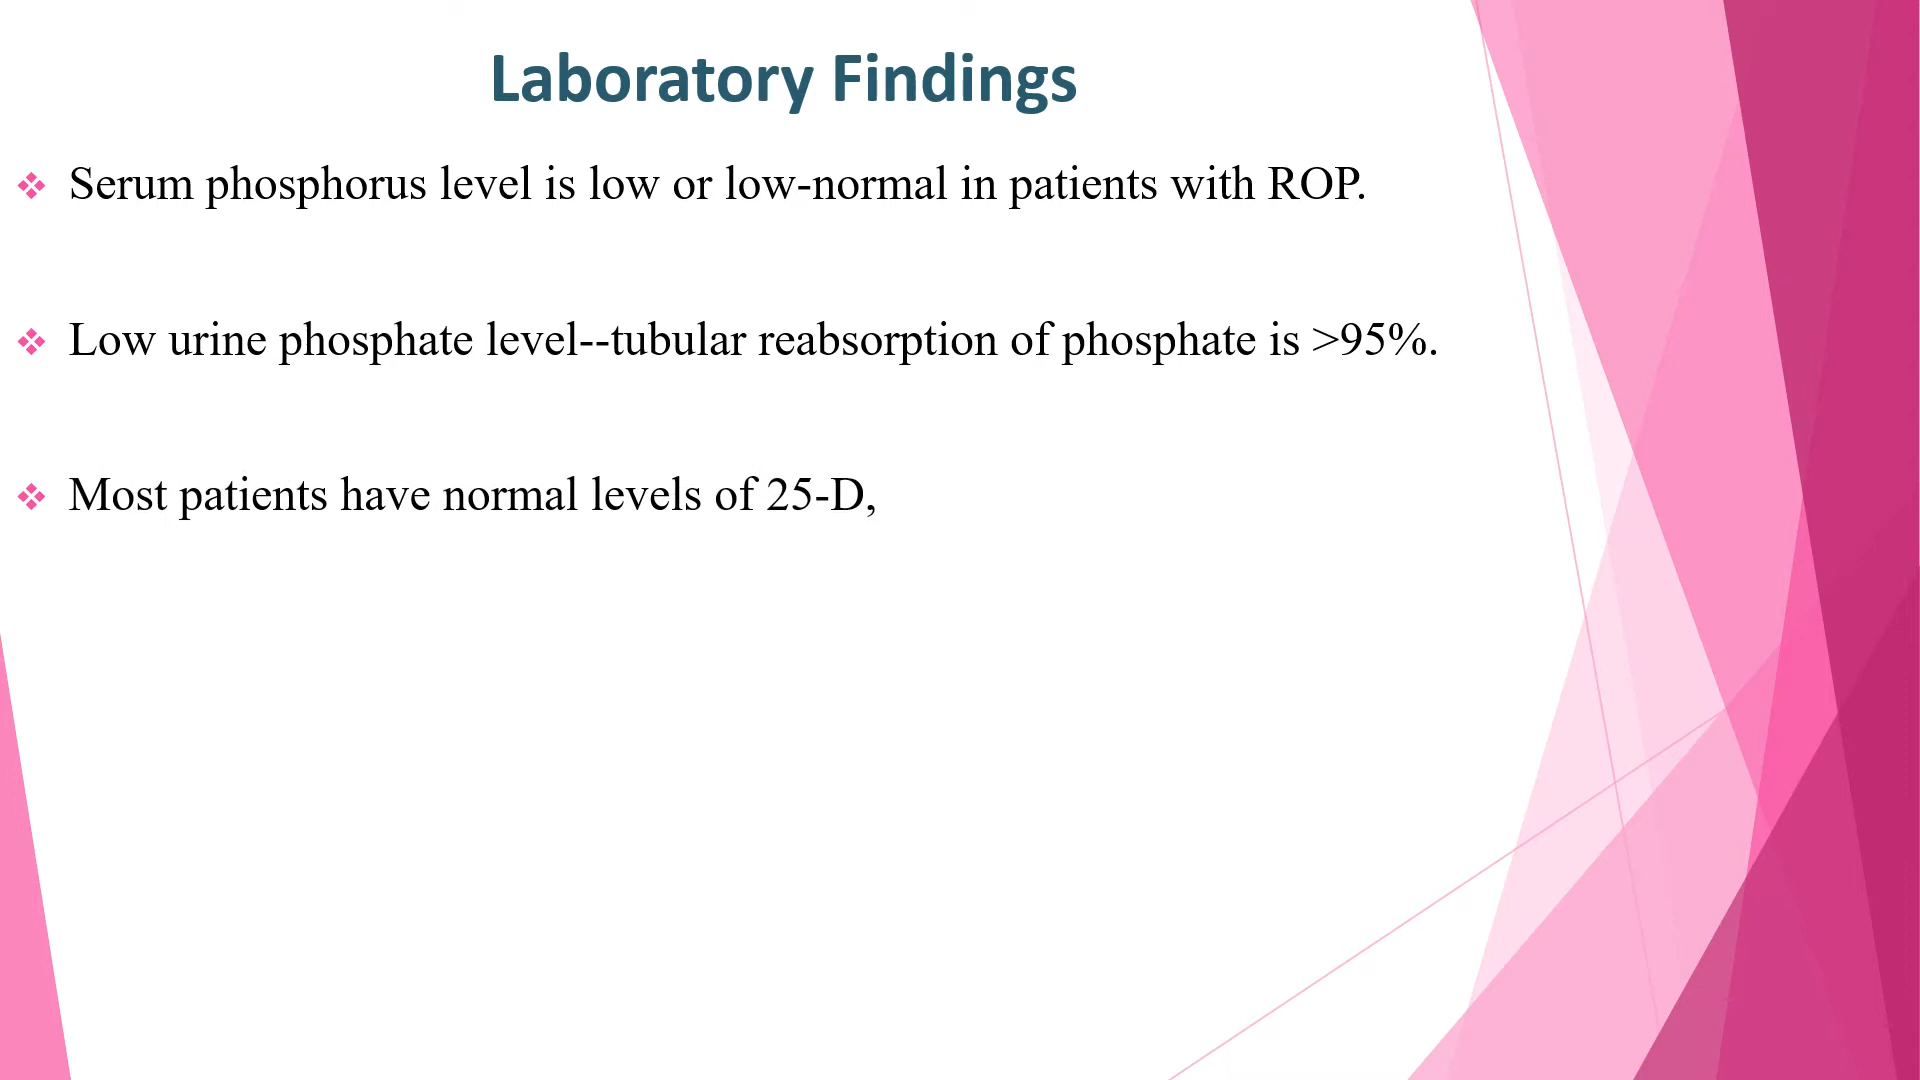 Laboratory Findings
Serum phosphorus level is low or low-normal in patients with ROP.
Low urine phosphate level--tubular reabsorption of phosphate is >95%.
Most patients have normal levels of 25-D,